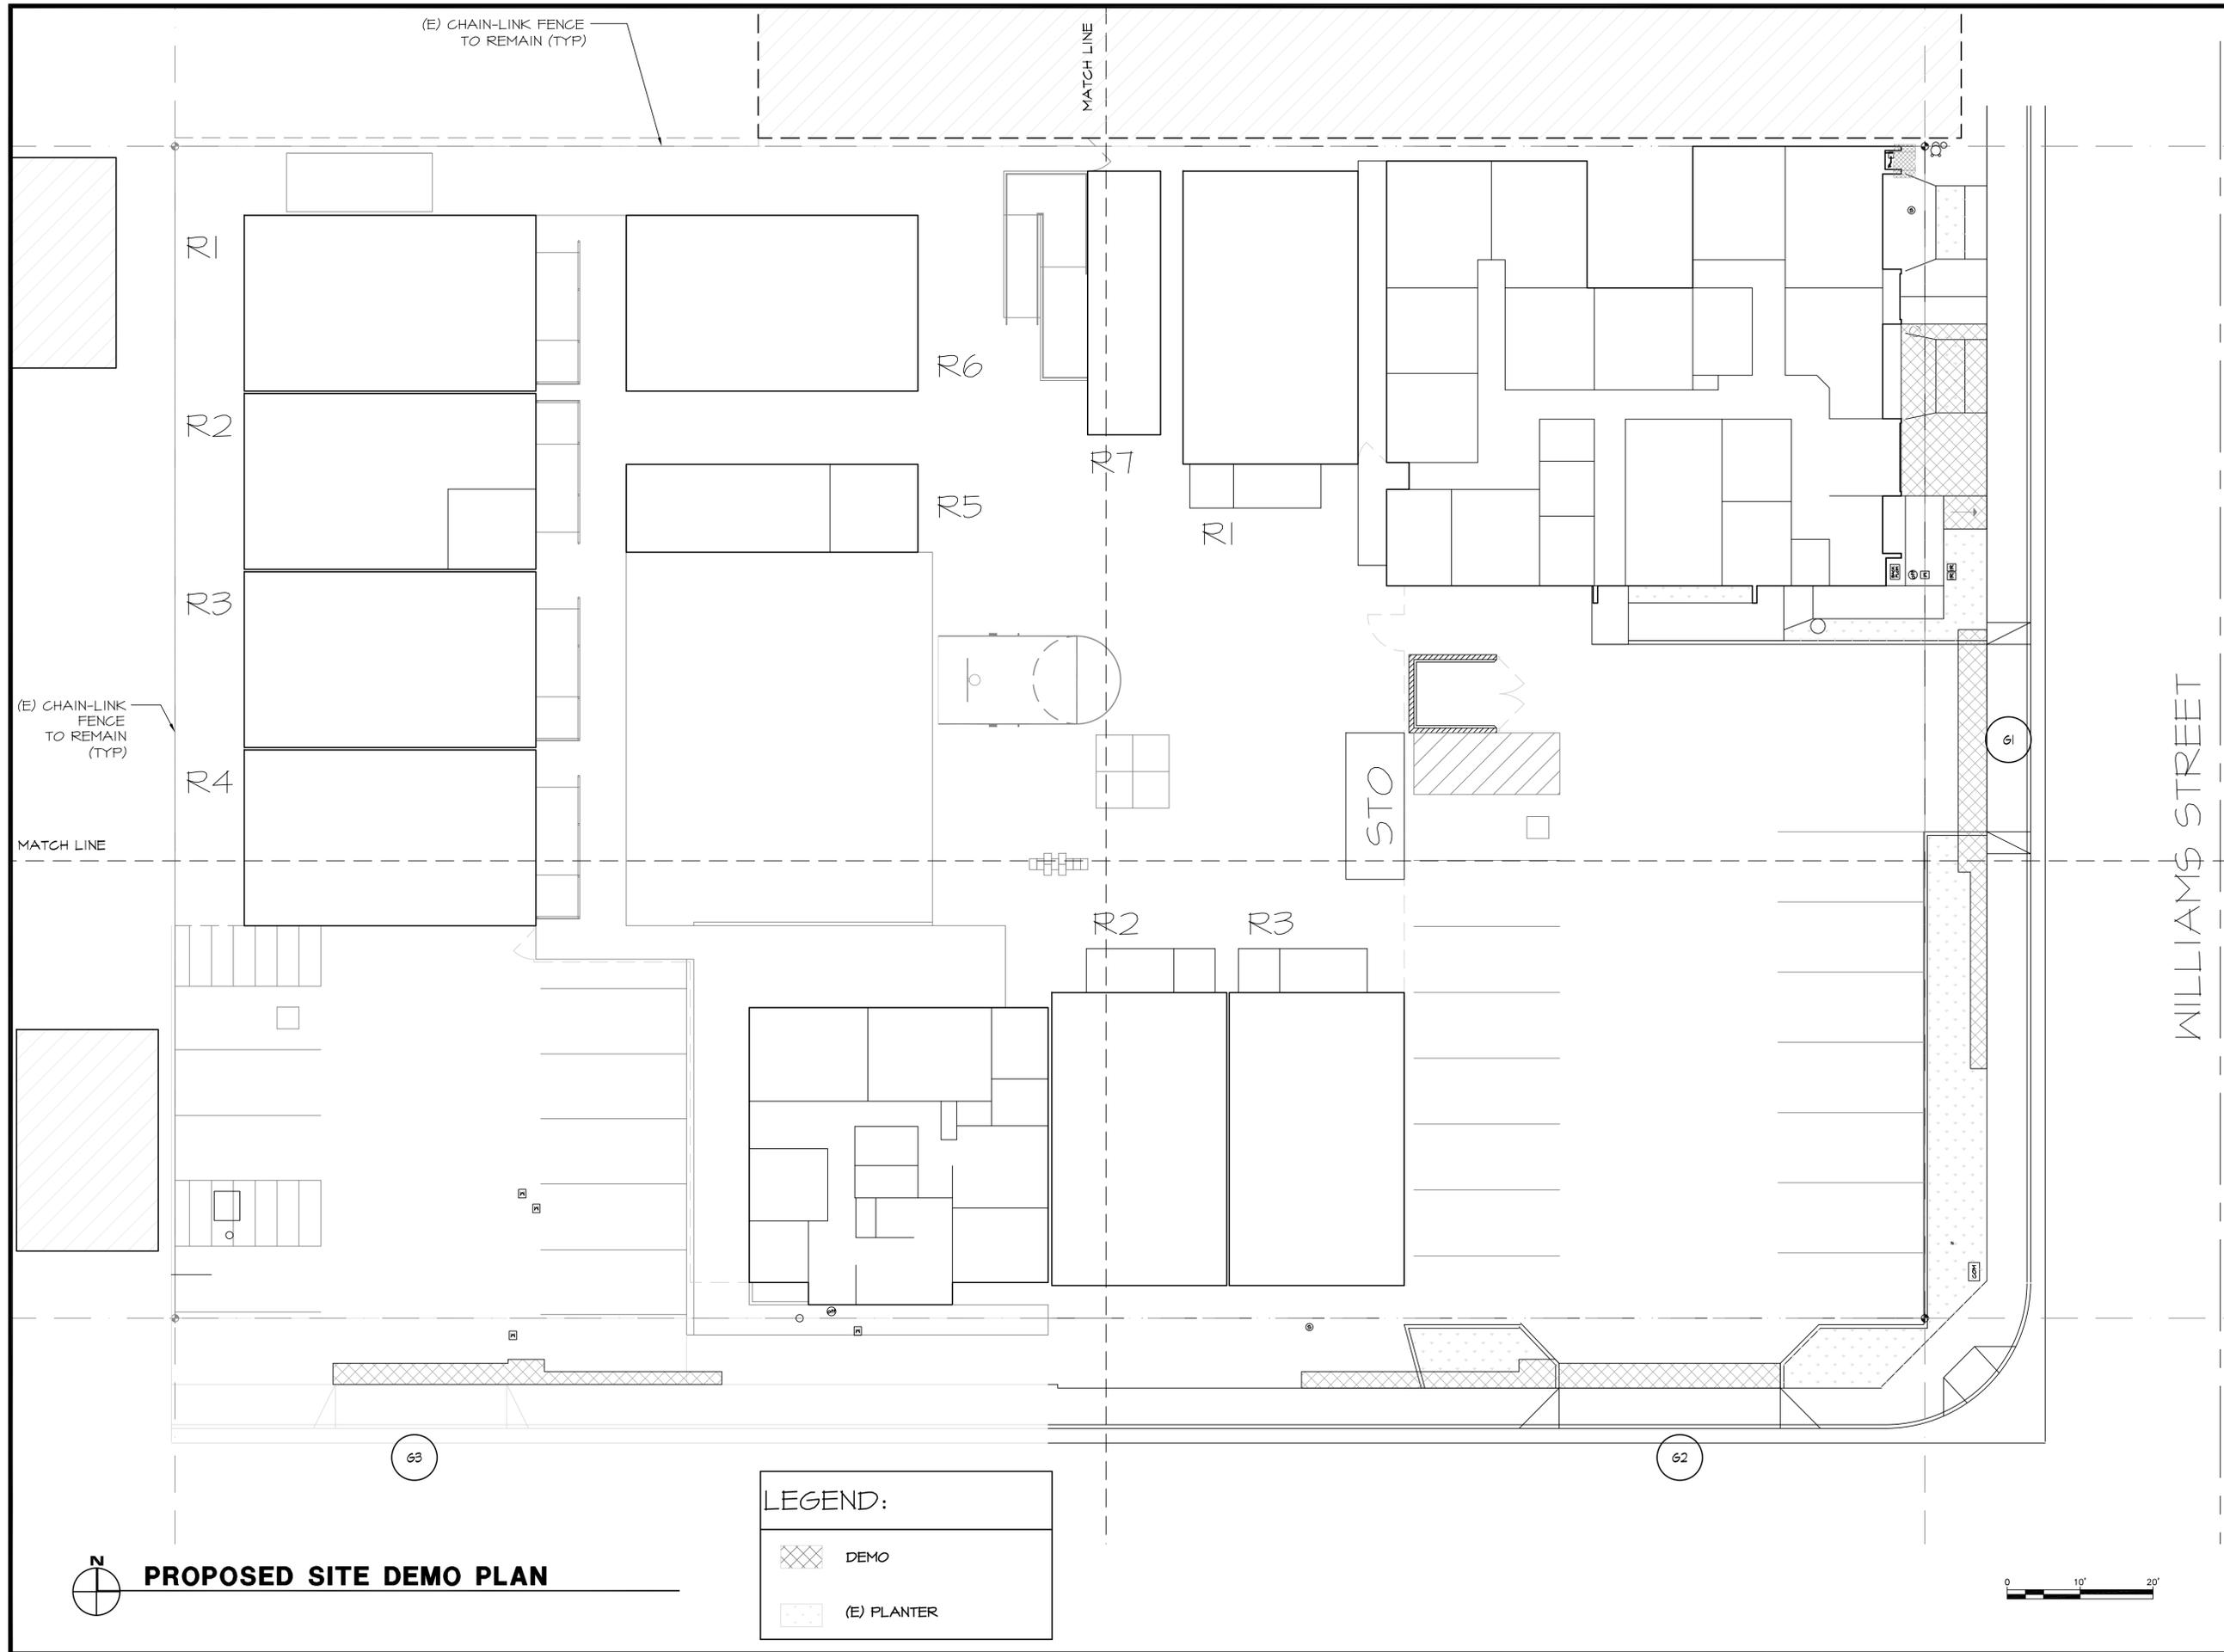 (E) CHAIN-LINK FENCE
TO REMAIN (TYP)
MATCH LINE
R1
R2
R3
R4
R6
R5
R7
R1
(E) CHAIN-LINK
FENCE
TO REMAIN
(TYP)
MATCH LINE
STO
R2
R3
G1
WILLIAMS STREET
COM
G3
G2
LEGEND:
DEMO
(E) PLANTER
N
PROPOSED SITE DEMO PLAN
0 10' 20'